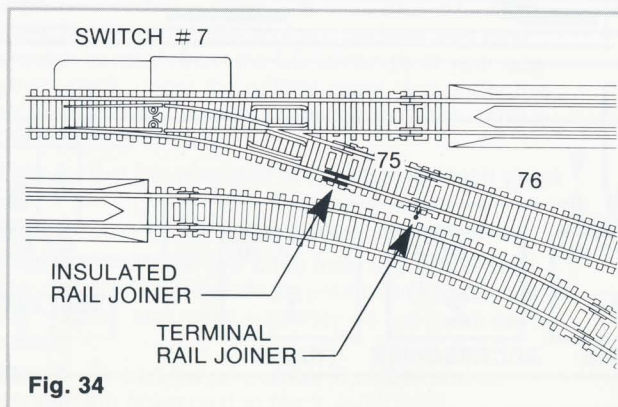 SWITCH #7
75
76
INSULATED
RAIL JOINER
TERMINAL
RAIL JOINER
Fig. 34